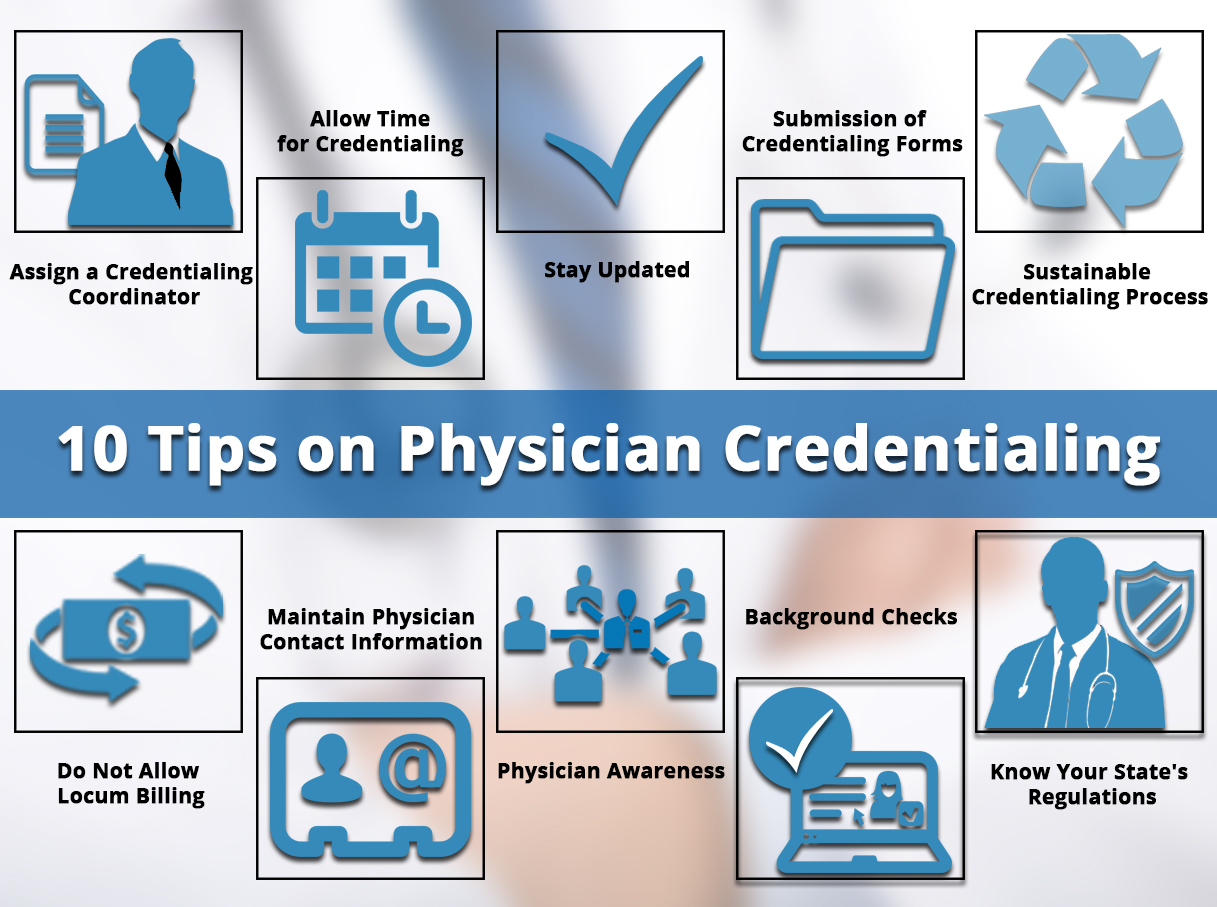 Assign a Credentialing
Coordinator
Allow Time
for Credentialing
Stay Updated
Submission of
Credentialing Forms
Sustainable
Credentialing Process
10 Tips on Physician Credentialing
$
Do Not Allow
Locum Billing
Maintain Physician
Contact Information
@
Physician Awareness
Background Checks
Know Your State's
Regulations